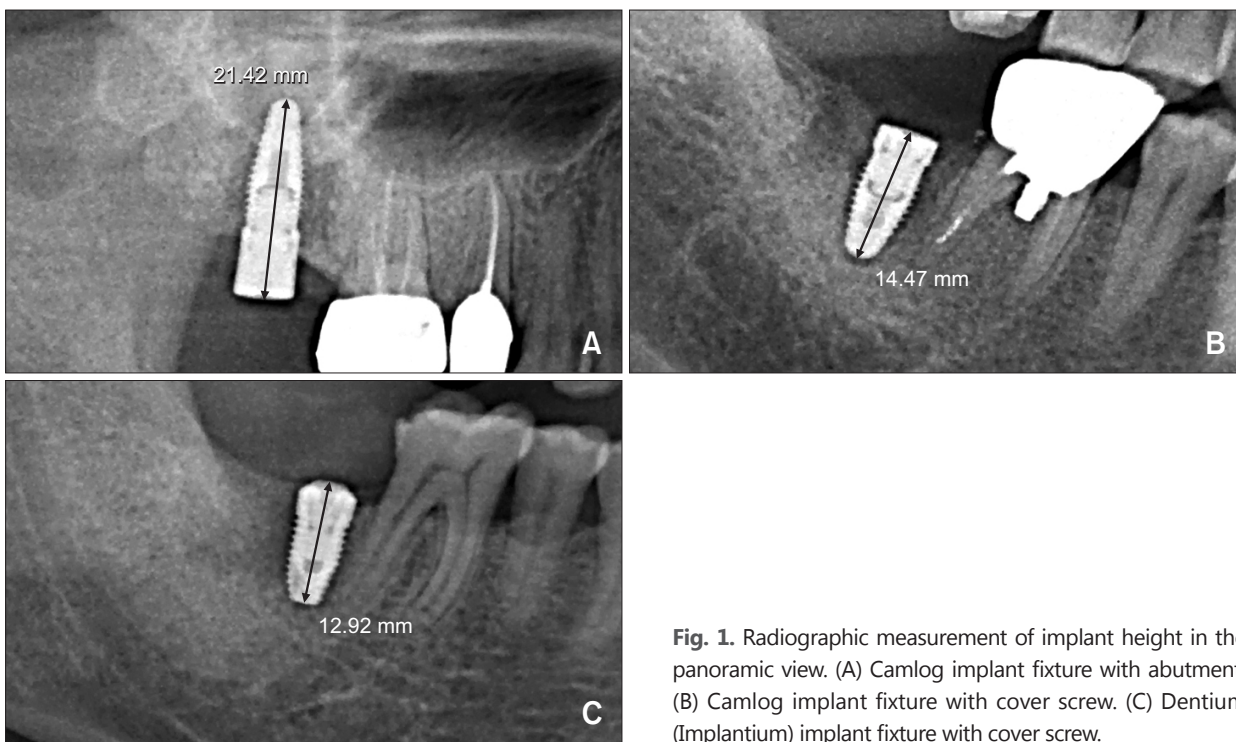 21.42 mm
A
14.47 mm
B
12.92 mm
C
Fig. 1. Radiographic measurement of implant height in the
panoramic view. (A) Camlog implant fixture with abutment
(B) Camlog implant fixture with cover screw. (C) Dentium
(Implantium) implant fixture with cover screw.